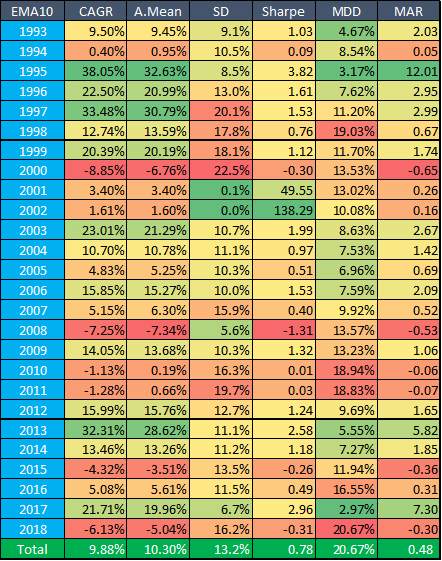 EMA10 CAGR A.Mean SD Sharpe MDD MAR
1993 9.50% 9.45% 9.1% 1.03 4.67% 2.03
1994 0.40% 0.95% 10.5% 0.09 8.54% 0.05
1995 38.05% 32.63% 8.5% 3.82 3.17% 12.01
1996 22.50% 20.99% 13.0% 1.61 7.62% 2.95
1997 33.48% 30.79% 20.1% 1.53 11.20% 2.99
1998 12.74% 13.59% 17.8% 0.76 19.03% 0.67
1999 20.39% 20.19% 18.1% 1.12 11.70% 1.74
2000 -8.85% -6.76% 22.5% -0.30 13.53% -0.65
2001 3.40% 3.40% 0.1% 49.55 13.02% 0.26
2002 1.61% 1.60% 0.0% 138.29 10.08% 0.16
2003 23.01% 21.29% 10.7% 1.99 8.63% 2.67
2004 10.70% 10.78% 11.1% 0.97 7.53% 1.42
2005 4.83% 5.25% 10.3% 0.51 6.96% 0.69
2006 15.85% 15.27% 10.0% 1.53 7.59% 2.09
2007 5.15% 6.30% 15.9% 0.40 9.92% 0.52
2008 -7.25% -7.34% 5.6% -1.31 13.57% -0.53
2009 14.05% 13.68% 10.3% 1.32 13.23% 1.06
2010 -1.13% 0.19% 16.3% 0.01 18.94% -0.06
2011 -1.28% 0.66% 19.7% 0.03 18.83% -0.07
2012 15.99% 15.76% 12.7% 1.24 9.69% 1.65
2013 32.31% 28.62% 11.1% 2.58 5.55% 5.82
2014 13.46% 13.26% 11.2% 1.18 7.27% 1.85
2015 -4.32% -3.51% 13.5% -0.26 11.94% -0.36
2016 5.08% 5.61% 11.5% 0.49 16.55% 0.31
2017 21.71% 19.96% 6.7% 2.96 2.97% 7.30
2018 -6.13% -5.04% 16.2% -0.31 20.67% -0.30
Total 9.88% 10.30% 13.2% 0.78 20.67% 0.48